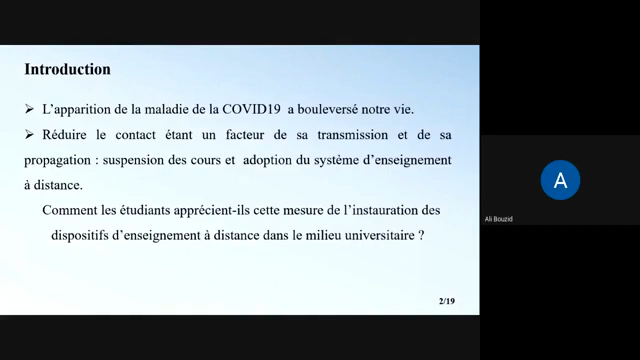 Introduction
➢ L’apparition de la maladie de la COVID19 a bouleversé notre vie.
➢ Réduire le contact étant un facteur de sa transmission et de sa
propagation : suspension des cours et adoption du système d’enseignement
à distance.
Comment les étudiants apprécient-ils cette mesure de l’instauration des
dispositifs d’enseignement à distance dans le milieu universitaire ?
2/19
A
Ali Bouzid